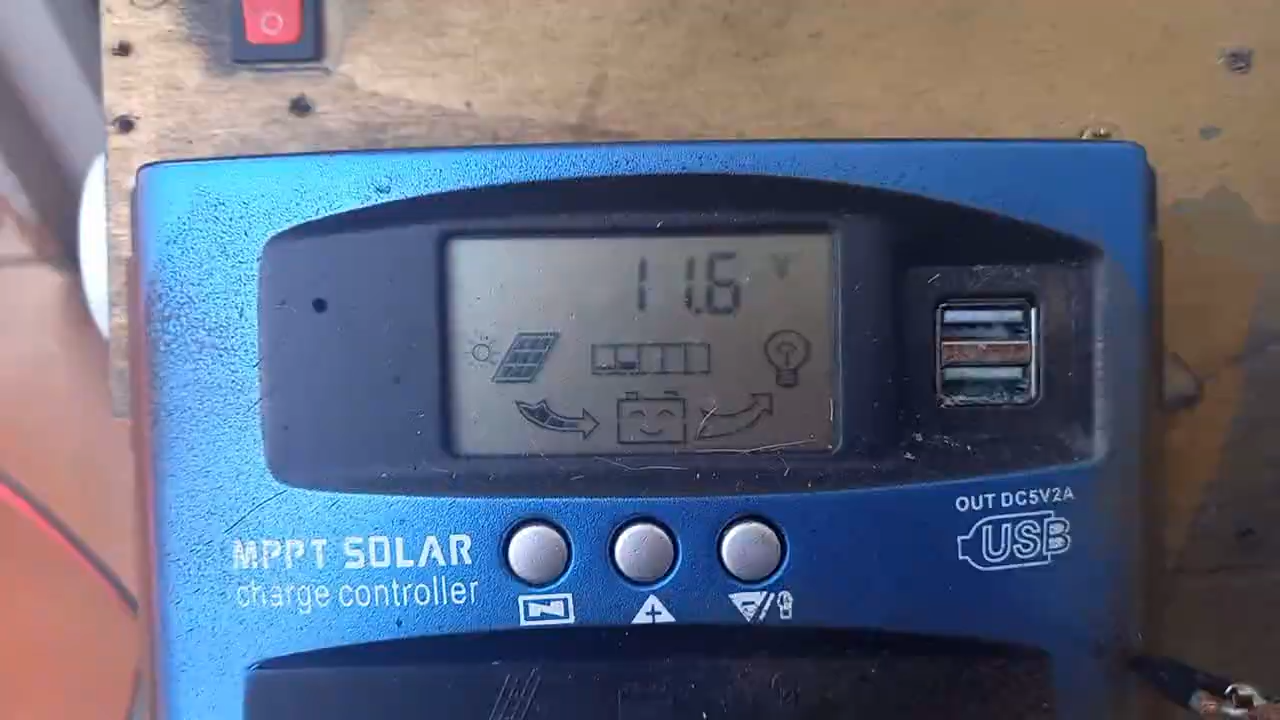 11.6 V
OUT DC5V2A
USB
MPPT SOLAR
charge controller